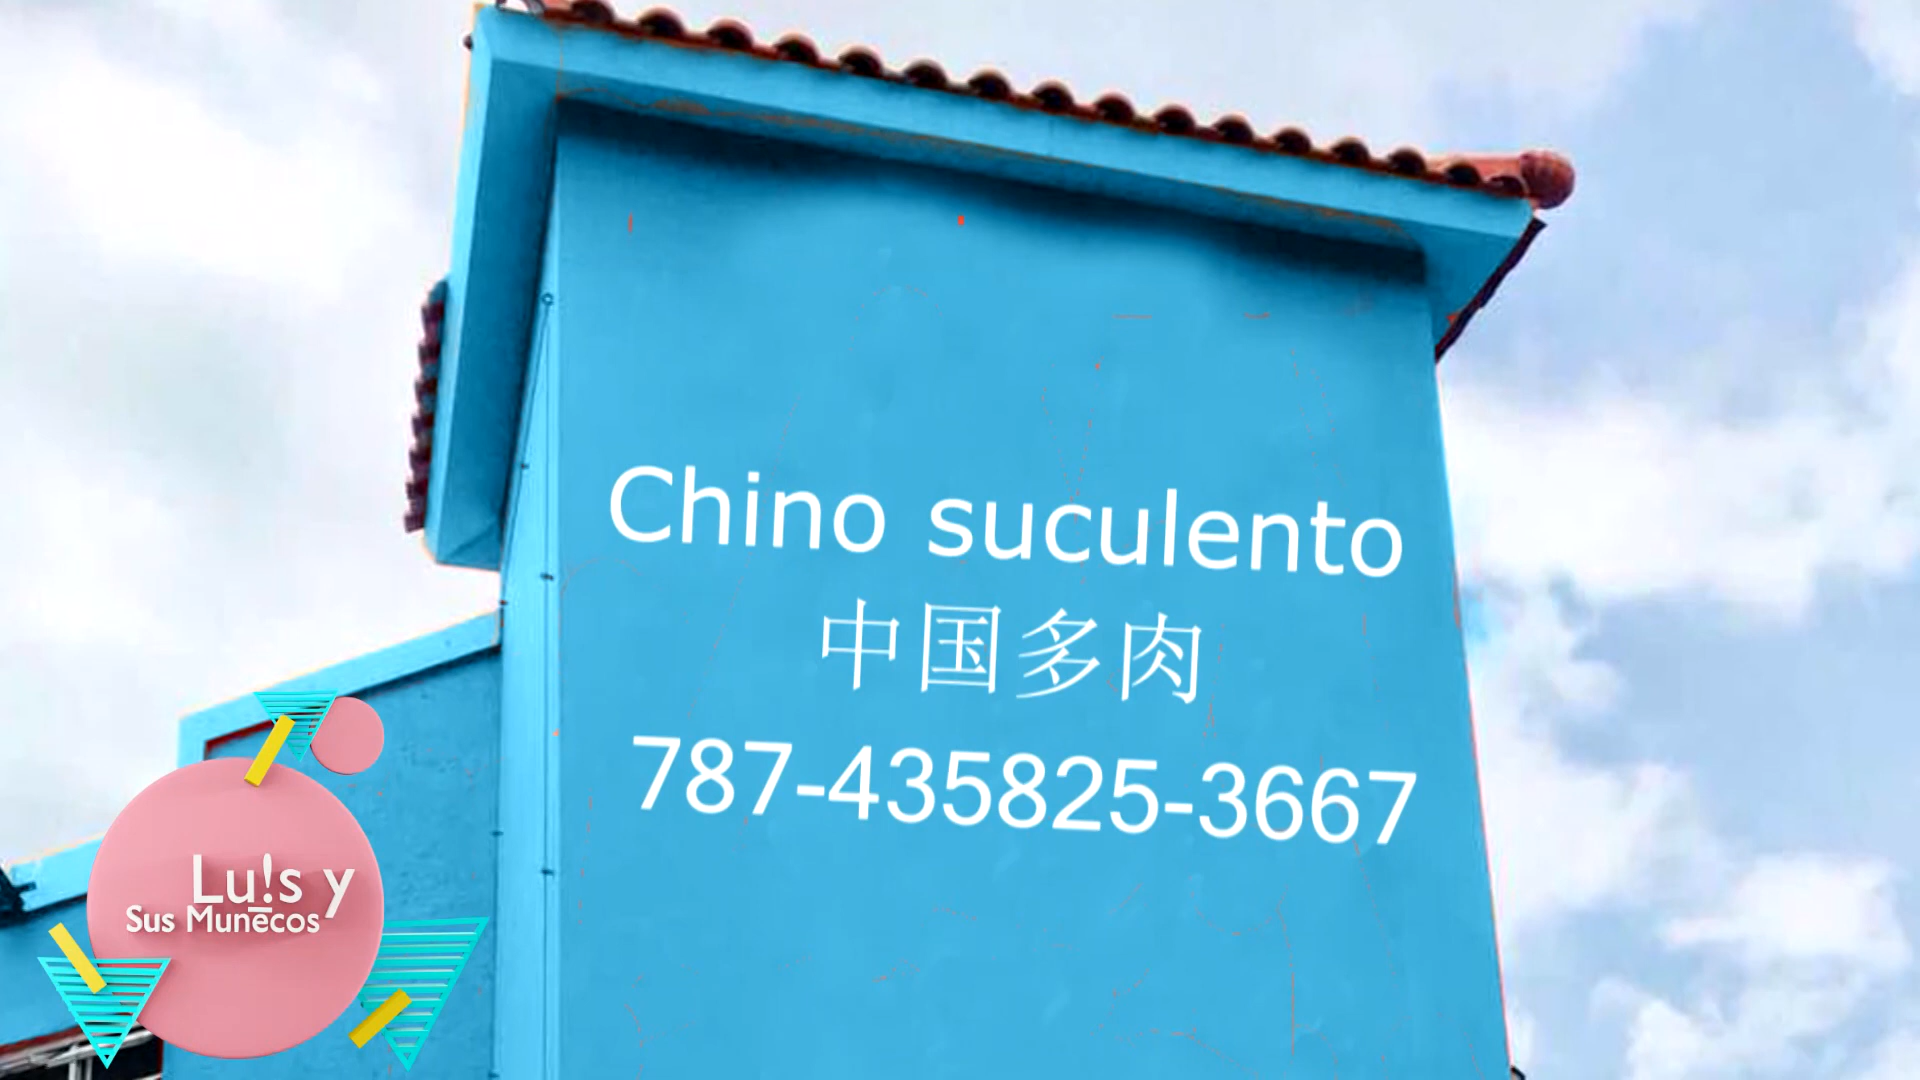 Chino suculento
中国多肉
787-435825-3667
Lu!s y
Sus Muñecos